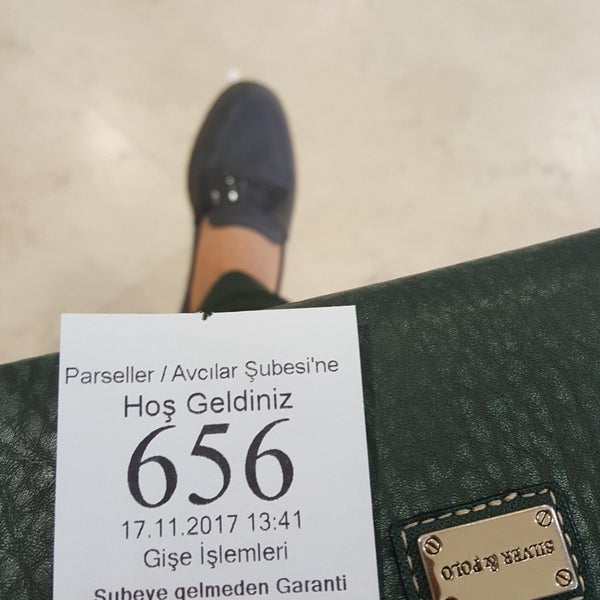 Parseller / Avcılar Şubesi'ne
Hoş Geldiniz
656
17.11.2017 13:41
Gişe İşlemleri
Şubeye gelmeden Garanti
SILVER & POLO